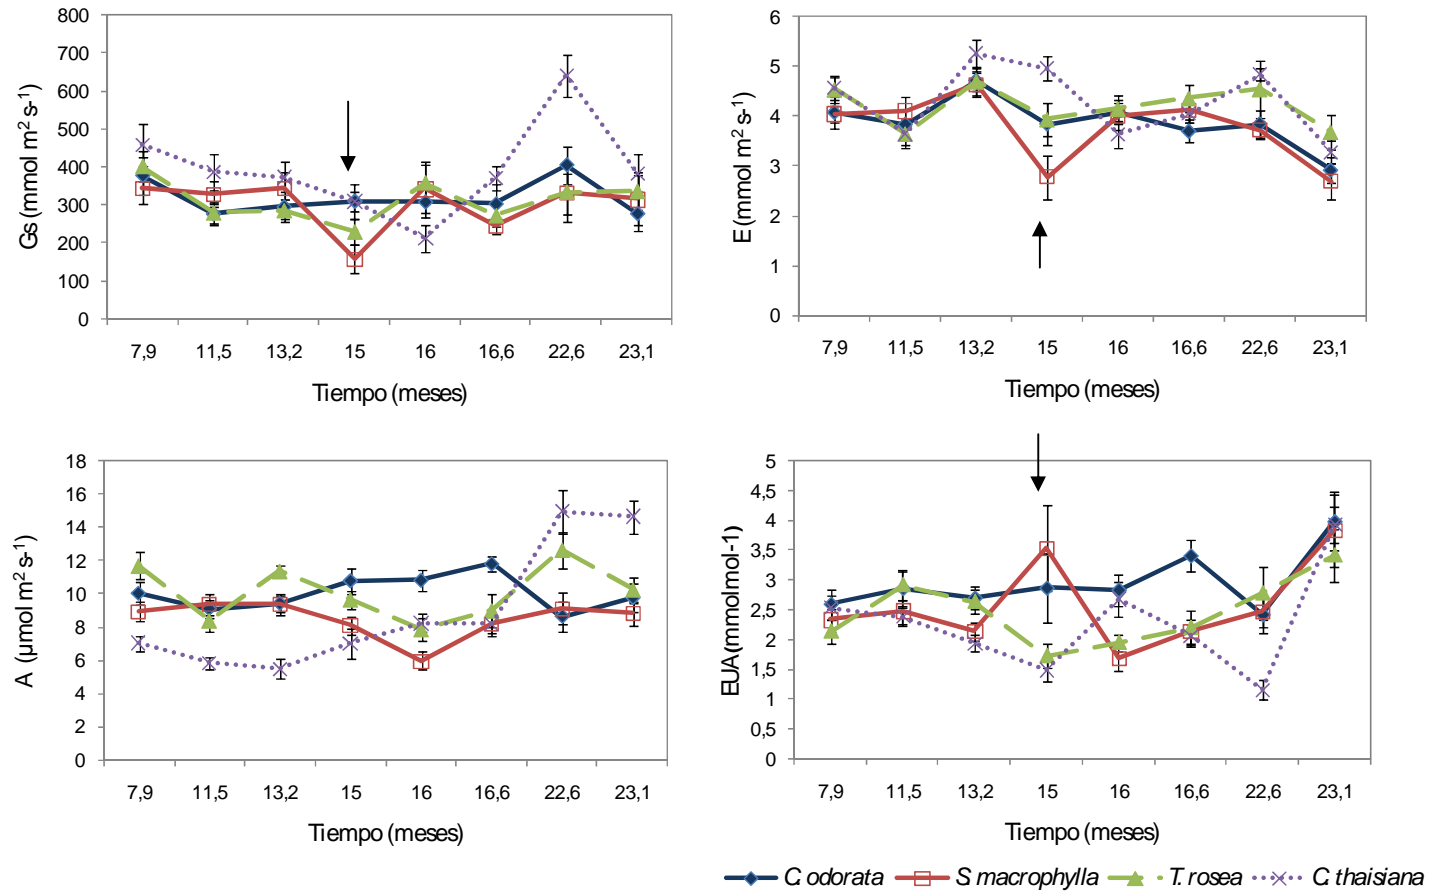 800
700
600
500
400
300
200
100
0
Gs (mmol m² s-¹)
7,9 11,5 13,2 15 16 16,6 22,6 23,1
Tiempo (meses)
6
5
4
3
2
1
0
E (mmol m² s-¹)
7,9 11,5 13,2 15 16 16,6 22,6 23,1
Tiempo (meses)
18
16
14
12
10
8
6
4
2
0
A (µmol m² s-¹)
7,9 11,5 13,2 15 16 16,6 22,6 23,1
Tiempo (meses)
5
4,5
4
3,5
3
2,5
2
1,5
1
0,5
0
EUA (mmolmol-1)
7,9 11,5 13,2 15 16 16,6 22,6 23,1
Tiempo (meses)
C. odorata S. macrophylla T. rosea C. thaisiana